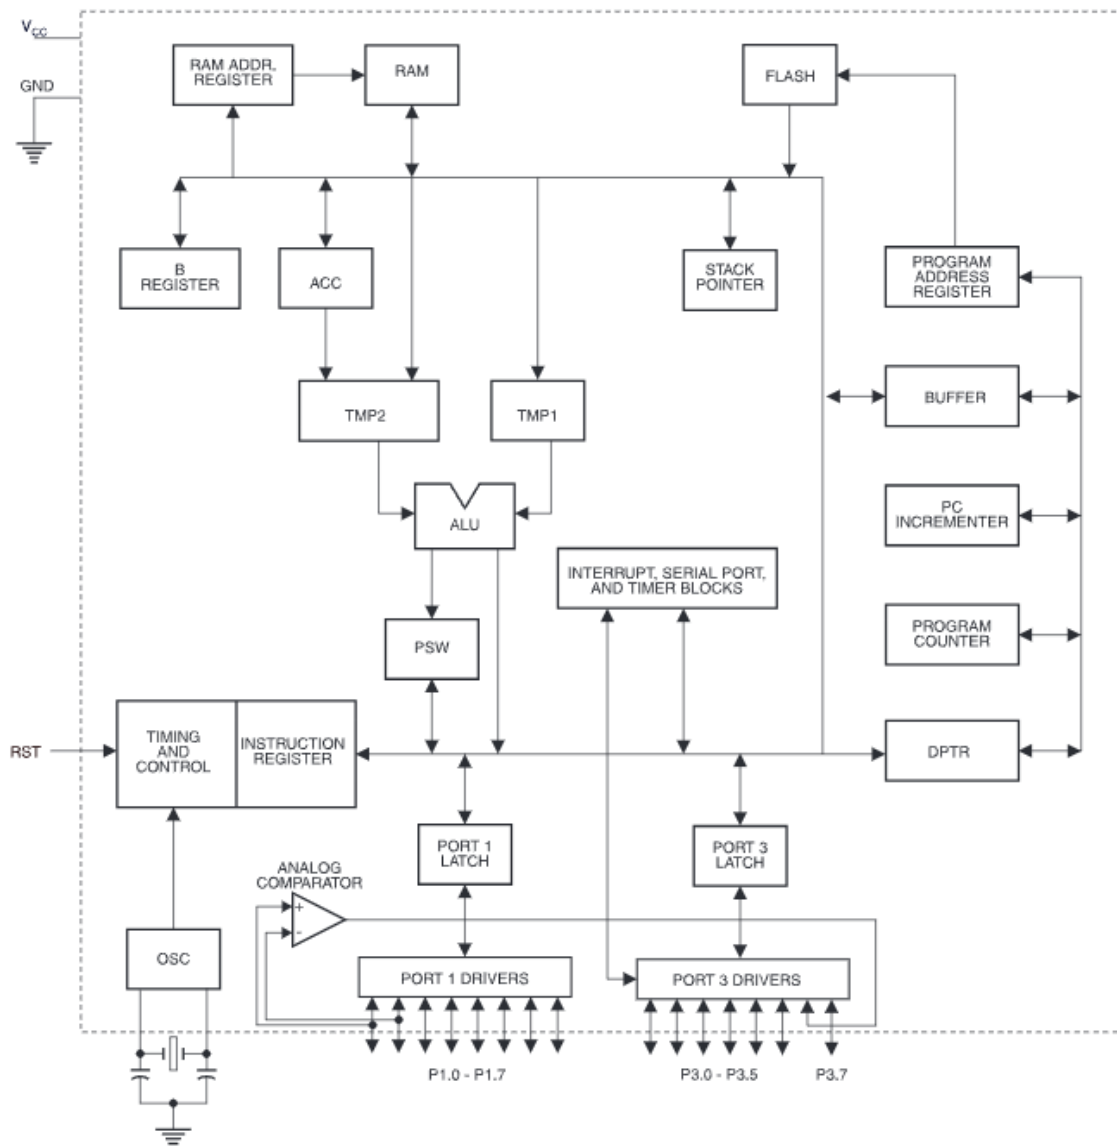 VCC
GND
RAM ADDR.
REGISTER
RAM
FLASH
B
REGISTER
ACC
STACK
POINTER
PROGRAM
ADDRESS
REGISTER
TMP2
TMP1
BUFFER
ALU
PC
INCREMENTER
INTERRUPT, SERIAL PORT,
AND TIMER BLOCKS
PSW
PROGRAM
COUNTER
RST
TIMING
AND
CONTROL
INSTRUCTION
REGISTER
DPTR
PORT 1
LATCH
PORT 3
LATCH
ANALOG
COMPARATOR
+
-
OSC
PORT 1 DRIVERS
PORT 3 DRIVERS
P1.0 - P1.7
P3.0 - P3.5
P3.7